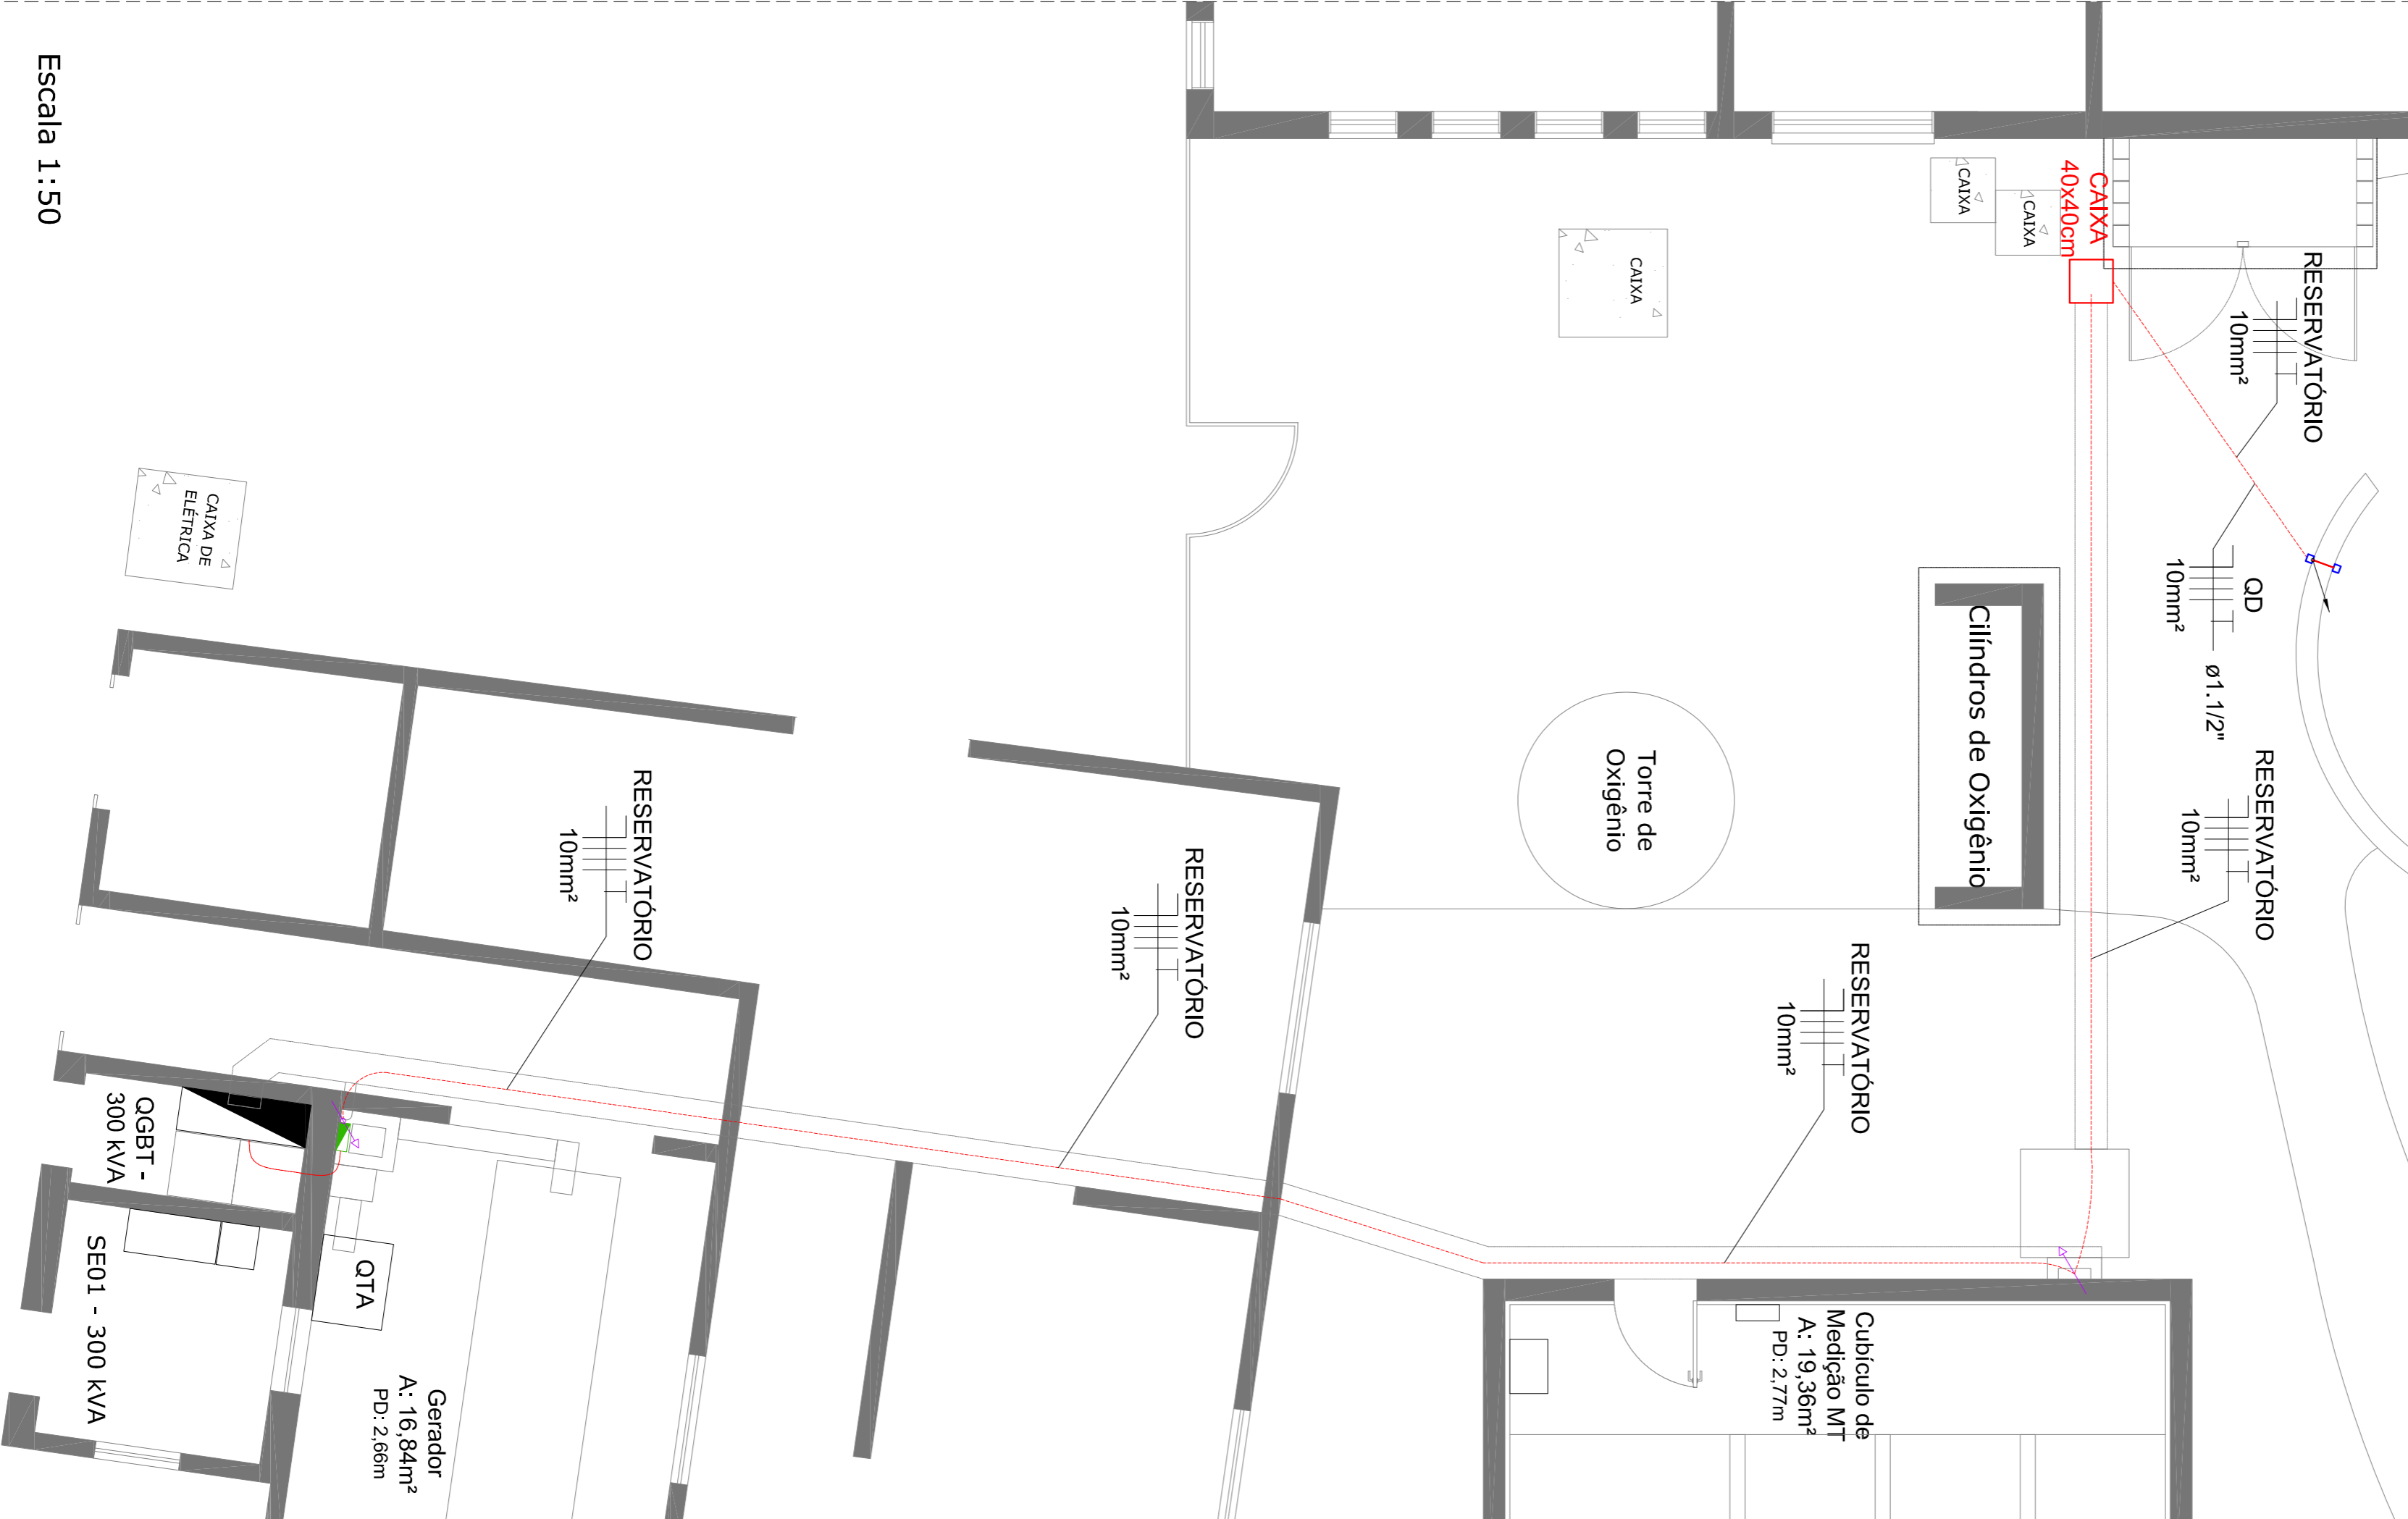 Escala 1:50
CAIXA
40x40cm
CAIXA
CAIXA
CAIXA
RESERVATÓRIO
10mm²
QD
10mm²
ø1.1/2"
CAIXA DE
ELÉTRICA
Cilíndros de Oxigênio
Torre de
Oxigênio
RESERVATÓRIO
10mm²
RESERVATÓRIO
10mm²
RESERVATÓRIO
10mm²
RESERVATÓRIO
10mm²
QGBT -
300 kVA
SE01 - 300 kVA
QTA
Gerador
A: 16,84m²
PD: 2,66m
Cubículo de
Medição MT
A: 19,36m²
PD: 2,77m